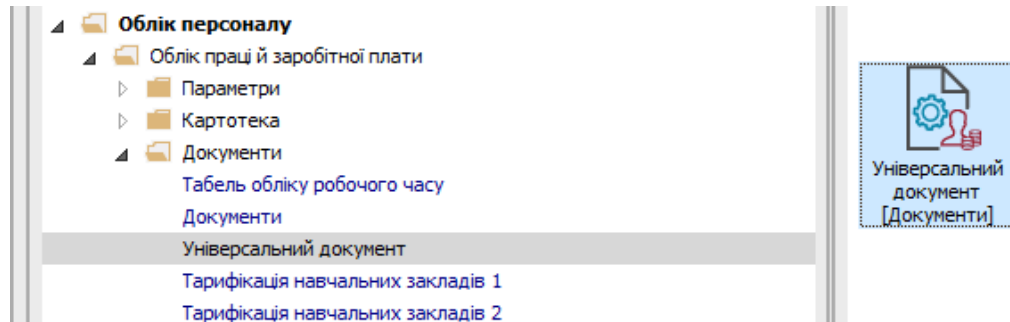 Облік персоналу
Облік праці й заробітної плати
Параметри
Картотека
Документи
Табель обліку робочого часу
Документи
Універсальний документ
Тарифікація навчальних закладів 1
Тарифікація навчальних закладів 2
Універсальний
документ
[Документи]